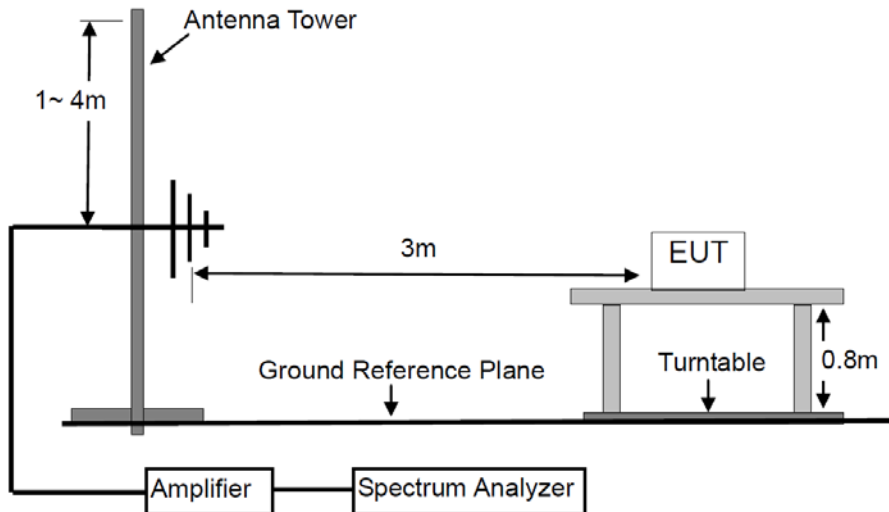 Antenna Tower
1~ 4m
3m
EUT
Ground Reference Plane
Turntable
0.8m
Amplifier
Spectrum Analyzer